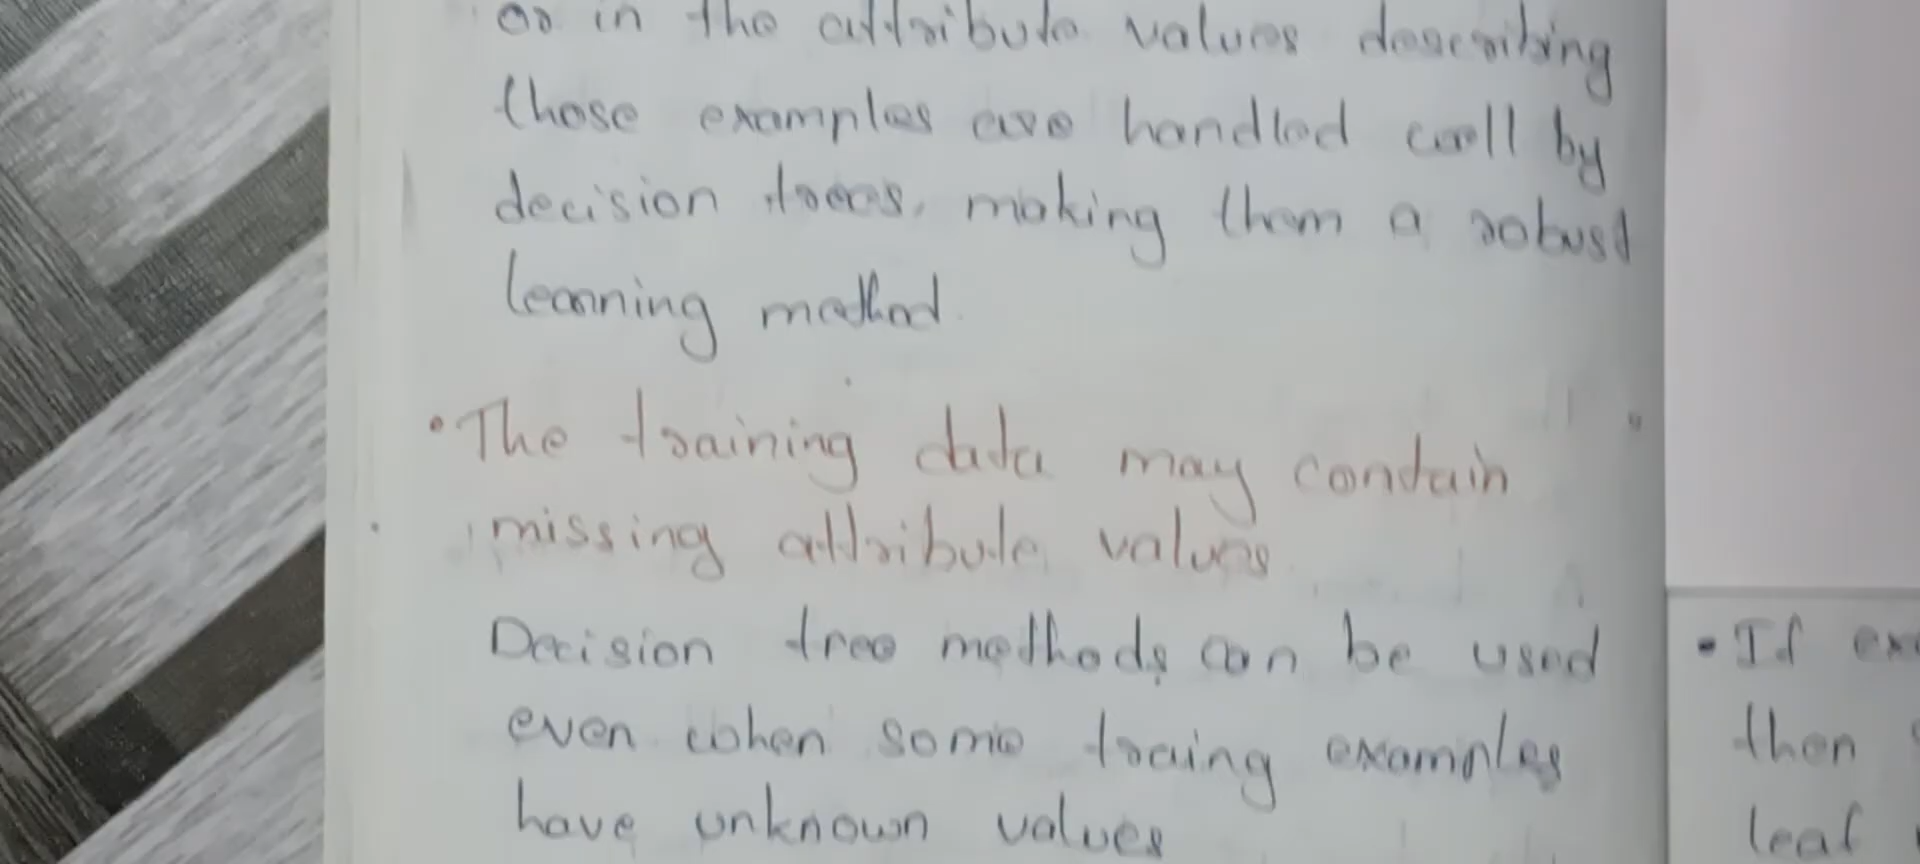 or in the attribute values describing
those examples are handled well by
decision trees, making them a robust
learning method.
• The training data may contain
missing attribute values.
Decision tree methods can be used
even when some traing examples
have unknown values
• If
then
leaf